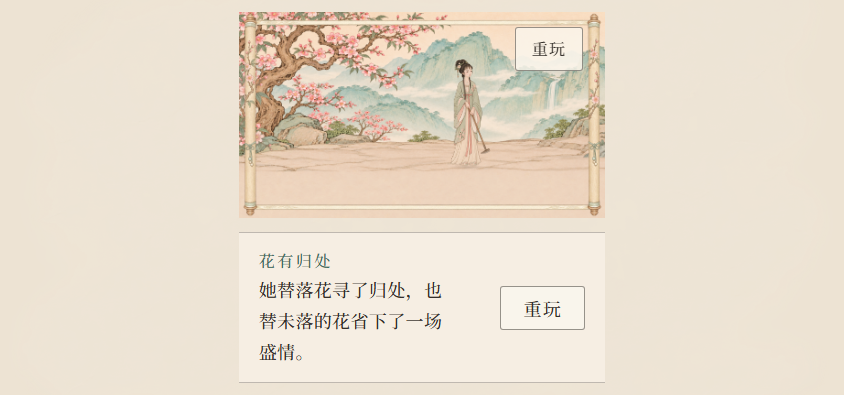 重玩
花有归处
她替落花寻了归处，也
替未落的花省下了一场
盛情。
重玩